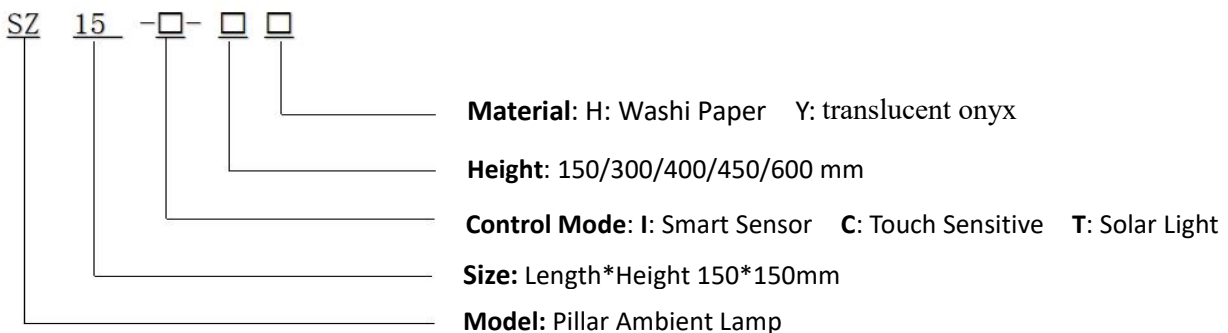 SZ 15 -□- □ □
Material: H: Washi Paper Y: translucent onyx
Height: 150/300/400/450/600 mm
Control Mode: I: Smart Sensor C: Touch Sensitive T: Solar Light
Size: Length*Height 150*150mm
Model: Pillar Ambient Lamp